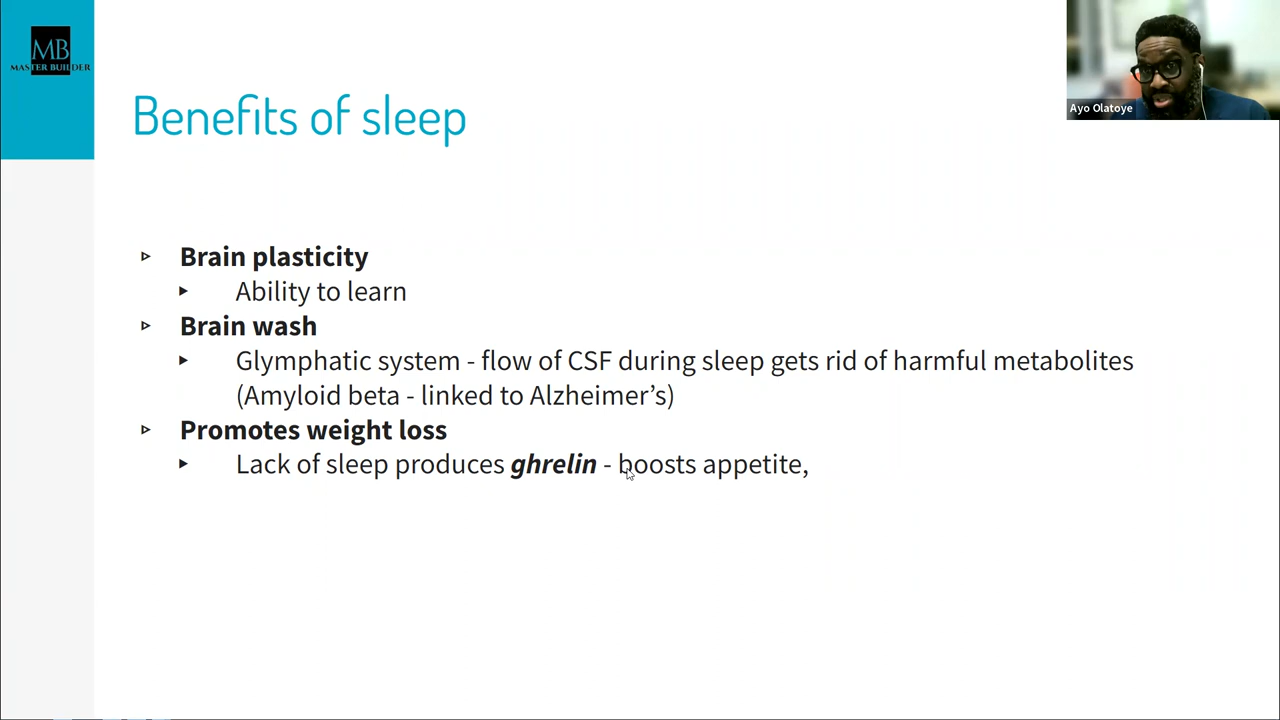 MB
MASTER BUILDER
Ayo Olatoye
Benefits of sleep
Brain plasticity
Ability to learn
Brain wash
Glymphatic system - flow of CSF during sleep gets rid of harmful metabolites
(Amyloid beta - linked to Alzheimer’s)
Promotes weight loss
Lack of sleep produces ghrelin - boosts appetite,